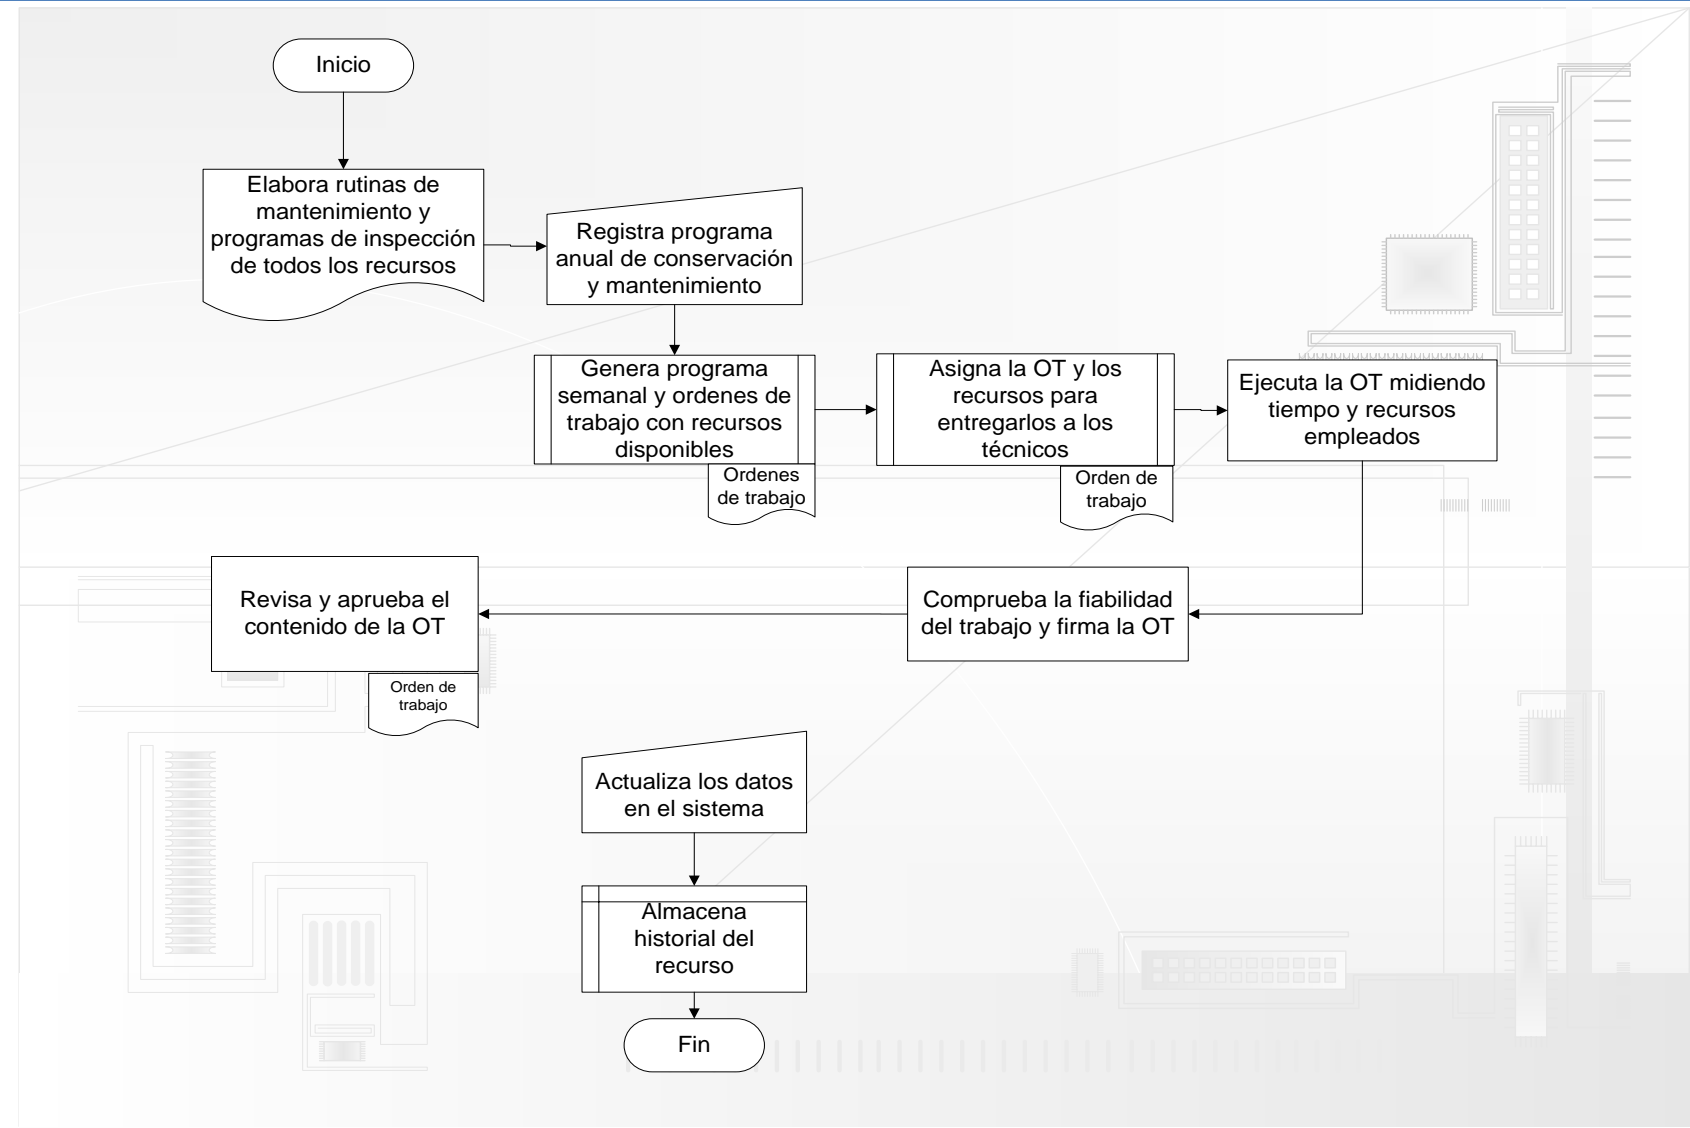 Inicio
Elabora rutinas de
mantenimiento y
programas de inspección
de todos los recursos
Registra programa
anual de conservación
y mantenimiento
Genera programa
semanal y ordenes de
trabajo con recursos
disponibles
Ordenes
de trabajo
Asigna la OT y los
recursos para
entregarlos a los
técnicos
Orden de
trabajo
Ejecuta la OT midiendo
tiempo y recursos
empleados
Comprueba la fiabilidad
del trabajo y firma la OT
Revisa y aprueba el
contenido de la OT
Orden de
trabajo
Actualiza los datos
en el sistema
Almacena
historial del
recurso
Fin